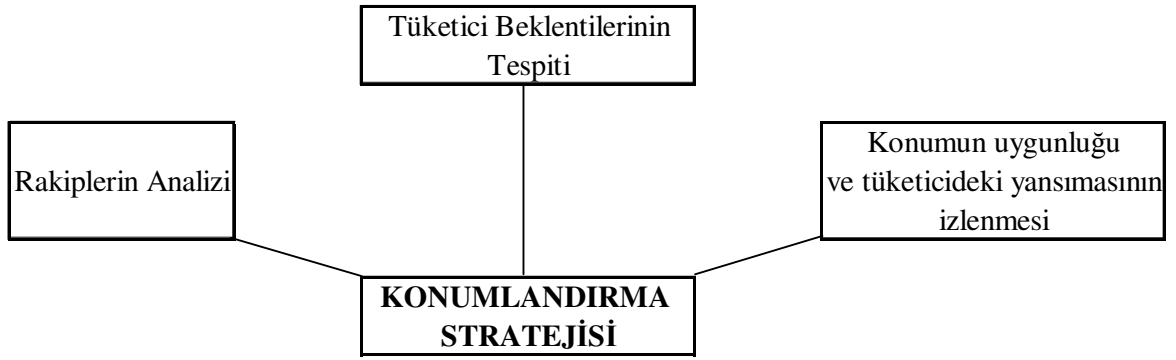 Tüketici Beklentilerinin
Tespiti
Rakiplerin Analizi
Konumun uygunluğu
ve tüketicideki yansımasının
izlenmesi
KONUMLANDIRMA
STRATEJİSİ